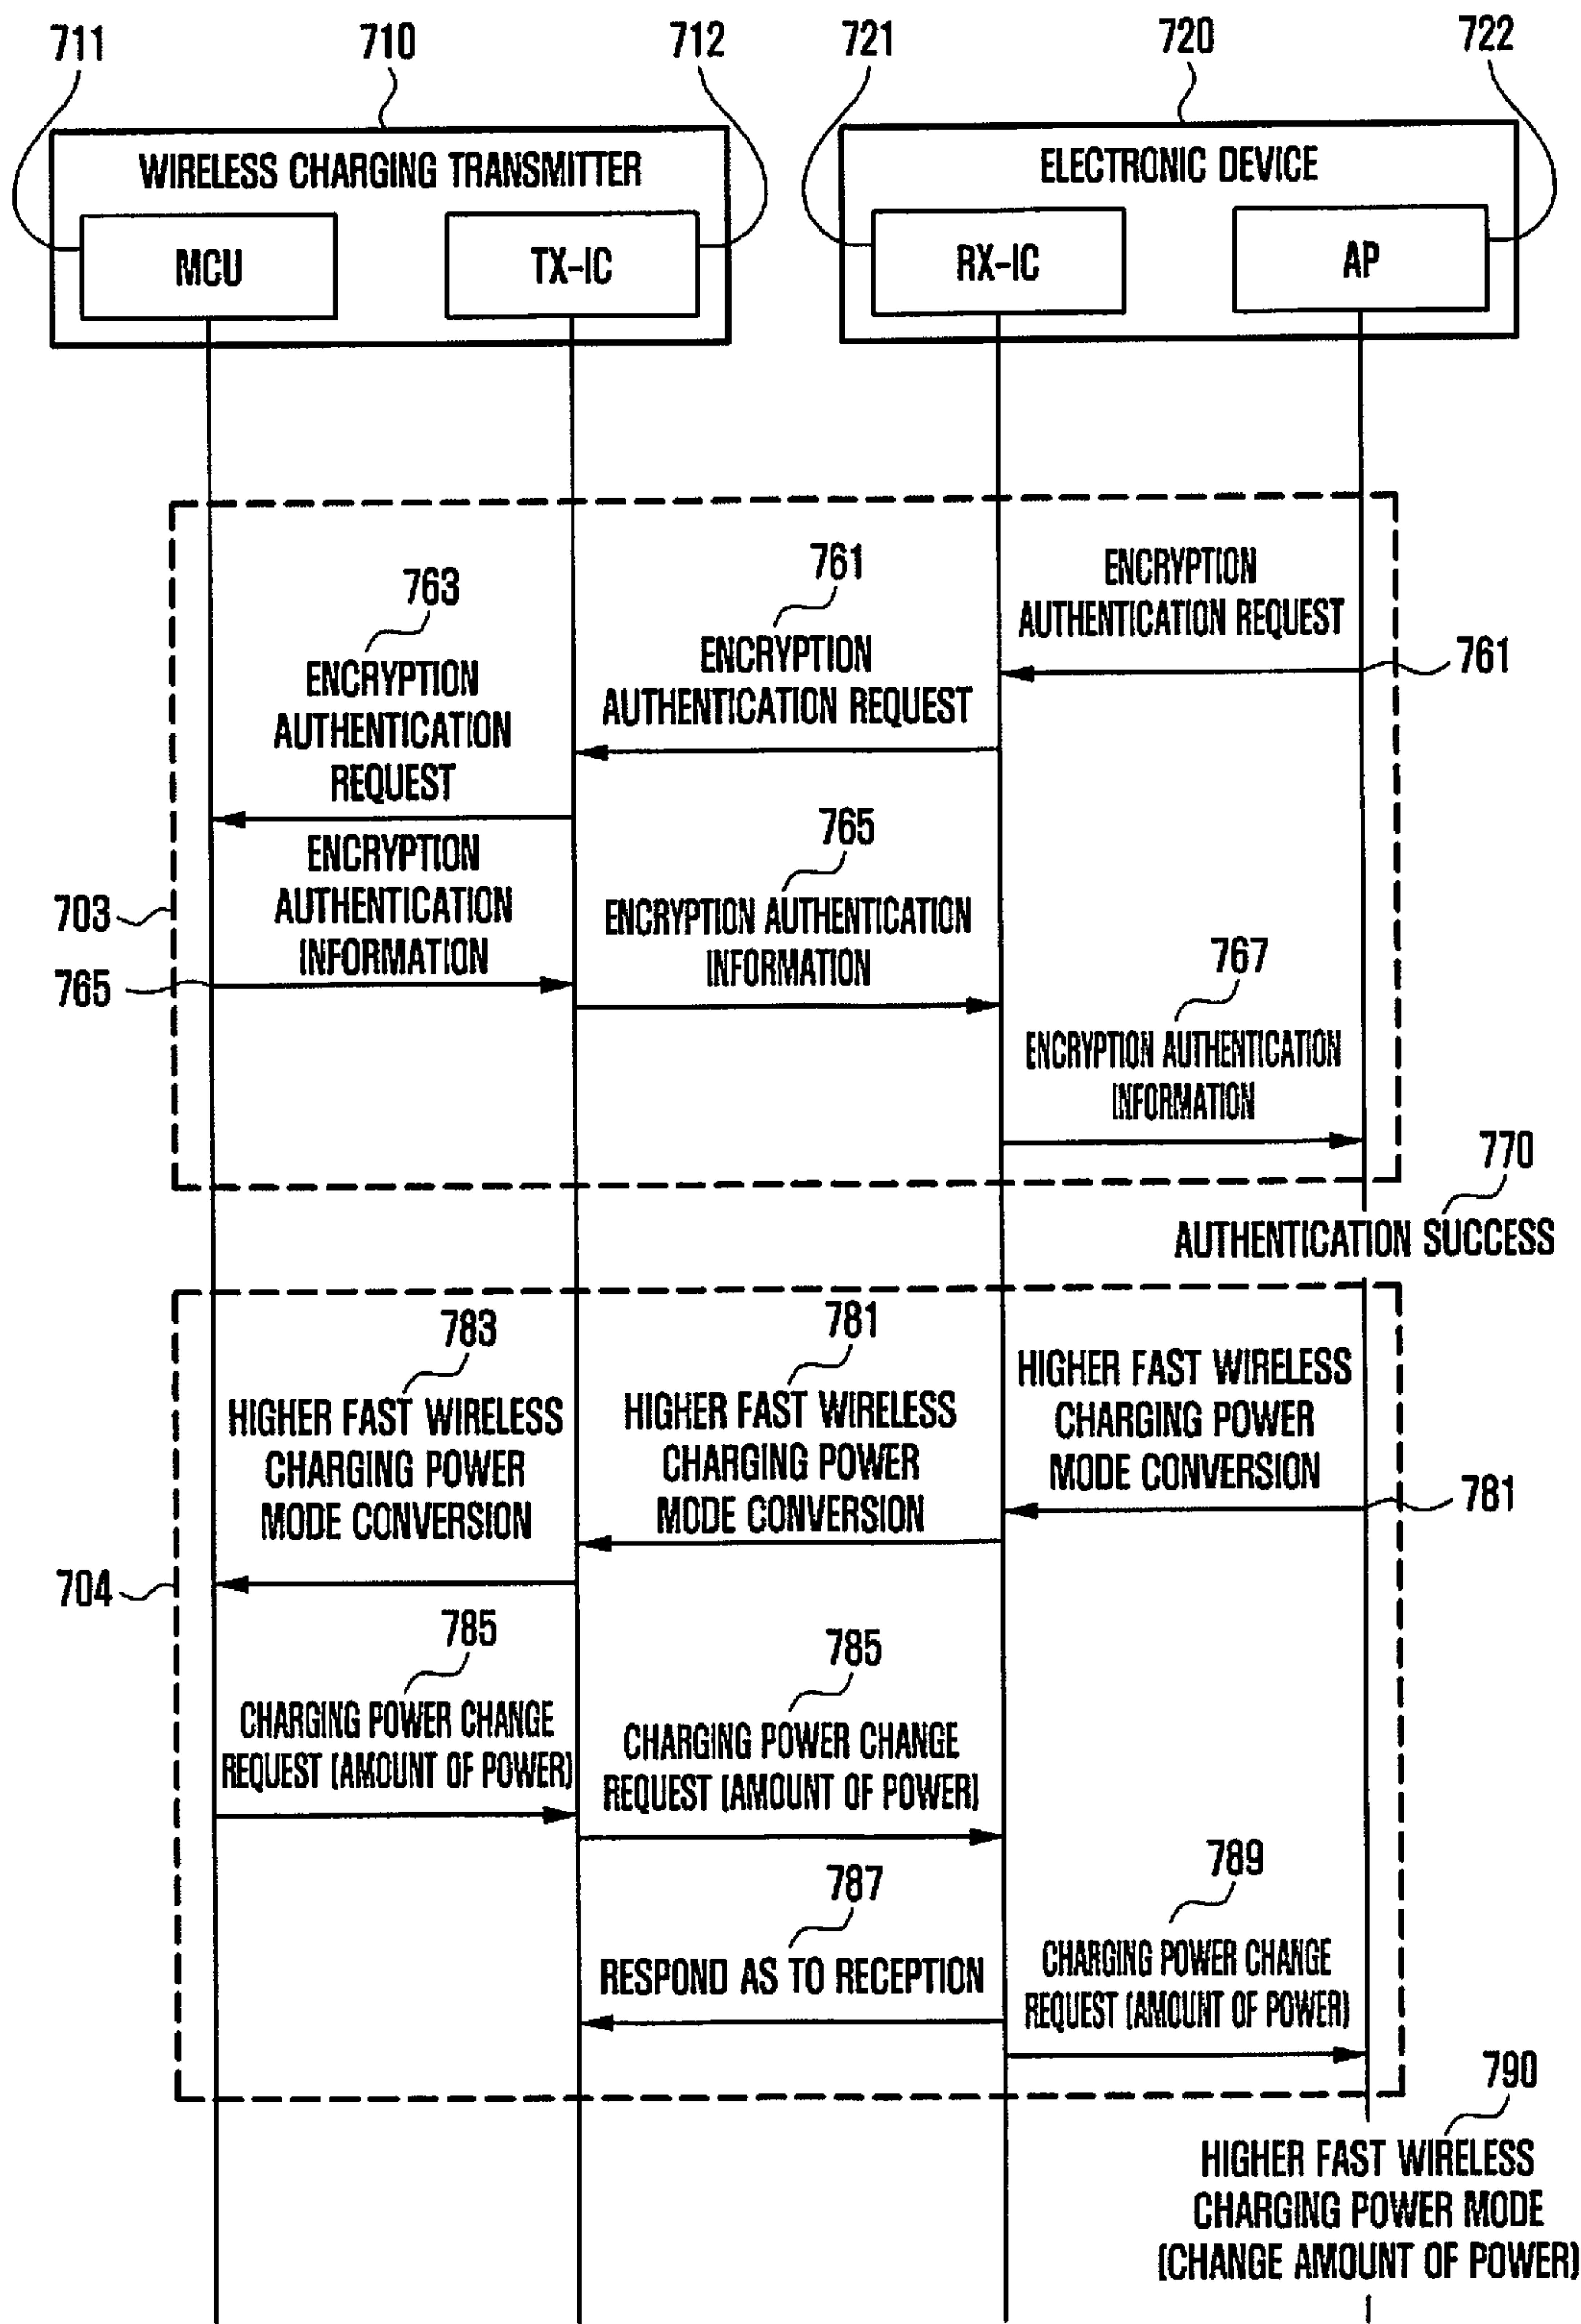 711
710
712
721
720
722
WIRELESS CHARGING TRANSMITTER
ELECTRONIC DEVICE
MCU
TX-IC
RX-IC
AP
ENCRYPTION
AUTHENTICATION REQUEST
761
761
ENCRYPTION
AUTHENTICATION REQUEST
763
ENCRYPTION
AUTHENTICATION
REQUEST
ENCRYPTION
AUTHENTICATION
INFORMATION
765
703
765
ENCRYPTION AUTHENTICATION
INFORMATION
767
ENCRYPTION AUTHENTICATION
INFORMATION
770
AUTHENTICATION SUCCESS
HIGHER FAST WIRELESS
CHARGING POWER
MODE CONVERSION
781
781
HIGHER FAST WIRELESS
CHARGING POWER
MODE CONVERSION
783
HIGHER FAST WIRELESS
CHARGING POWER
MODE CONVERSION
704
785
CHARGING POWER CHANGE
REQUEST (AMOUNT OF POWER)
785
CHARGING POWER CHANGE
REQUEST (AMOUNT OF POWER)
787
RESPOND AS TO RECEPTION
789
CHARGING POWER CHANGE
REQUEST (AMOUNT OF POWER)
790
HIGHER FAST WIRELESS
CHARGING POWER MODE
(CHANGE AMOUNT OF POWER)